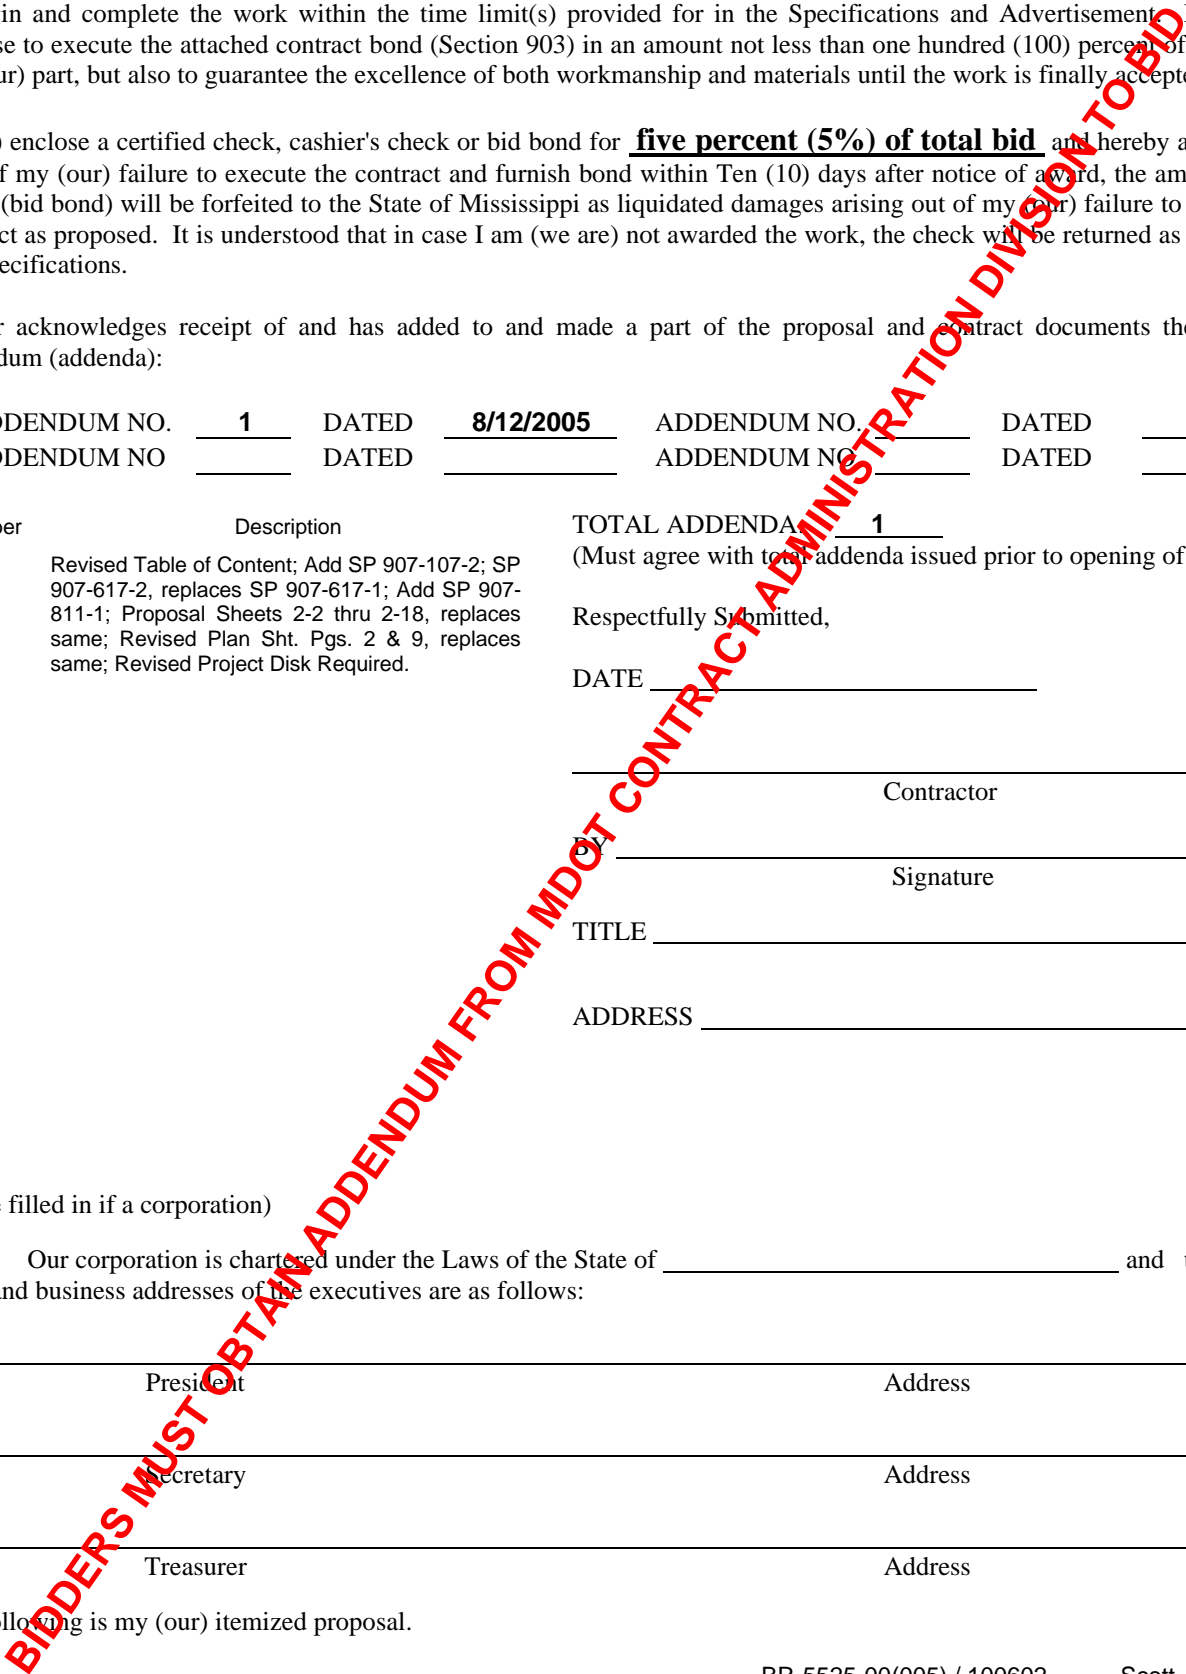 in and complete the work within the time limit(s) provided for in the Specifications and Advertisement.
se to execute the attached contract bond (Section 903) in an amount not less than one hundred (100) percent of
ur) part, but also to guarantee the excellence of both workmanship and materials until the work is finally accepte
) enclose a certified check, cashier's check or bid bond for five percent (5%) of total bid and hereby a
f my (our) failure to execute the contract and furnish bond within Ten (10) days after notice of award, the am
(bid bond) will be forfeited to the State of Mississippi as liquidated damages arising out of my (our) failure to
ct as proposed. It is understood that in case I am (we are) not awarded the work, the check will be returned as
ecifications.
r acknowledges receipt of and has added to and made a part of the proposal and contract documents the
dum (addenda):
DDENDUM NO. 1 DATED 8/12/2005 ADDENDUM NO. DATED
DDENDUM NO DATED ADDENDUM NO DATED
ber Description
Revised Table of Content; Add SP 907-107-2; SP
907-617-2, replaces SP 907-617-1; Add SP 907-
811-1; Proposal Sheets 2-2 thru 2-18, replaces
same; Revised Plan Sht. Pgs. 2 & 9, replaces
same; Revised Project Disk Required.
TOTAL ADDENDA: 1
(Must agree with total addenda issued prior to opening of
Respectfully Submitted,
DATE
Contractor
BY
Signature
TITLE
ADDRESS
e filled in if a corporation)
Our corporation is chartered under the Laws of the State of and t
and business addresses of the executives are as follows:
President Address
Secretary Address
Treasurer Address
ollowing is my (our) itemized proposal.
BR-5525-00(005) / 100602 Scott
BIDDERS MUST OBTAIN ADDENDUM FROM MDOT CONTRACT ADMINISTRATION DIVISION TO BID